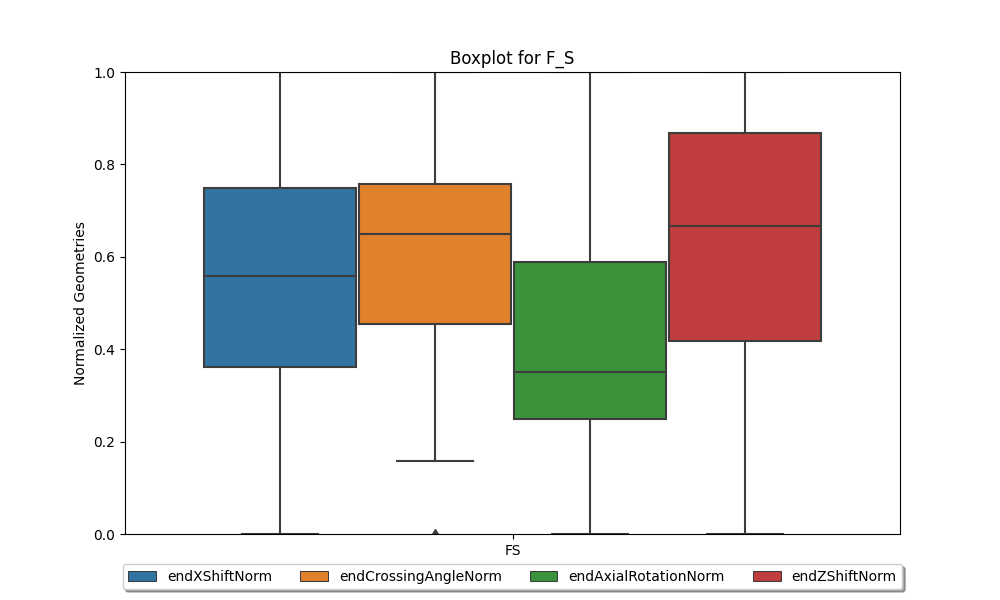 Boxplot for F_S
1.0
0.8
0.6
0.4
0.2
0.0
Normalized Geometries
FS
endXShiftNorm endCrossingAngleNorm endAxialRotationNorm endZShiftNorm